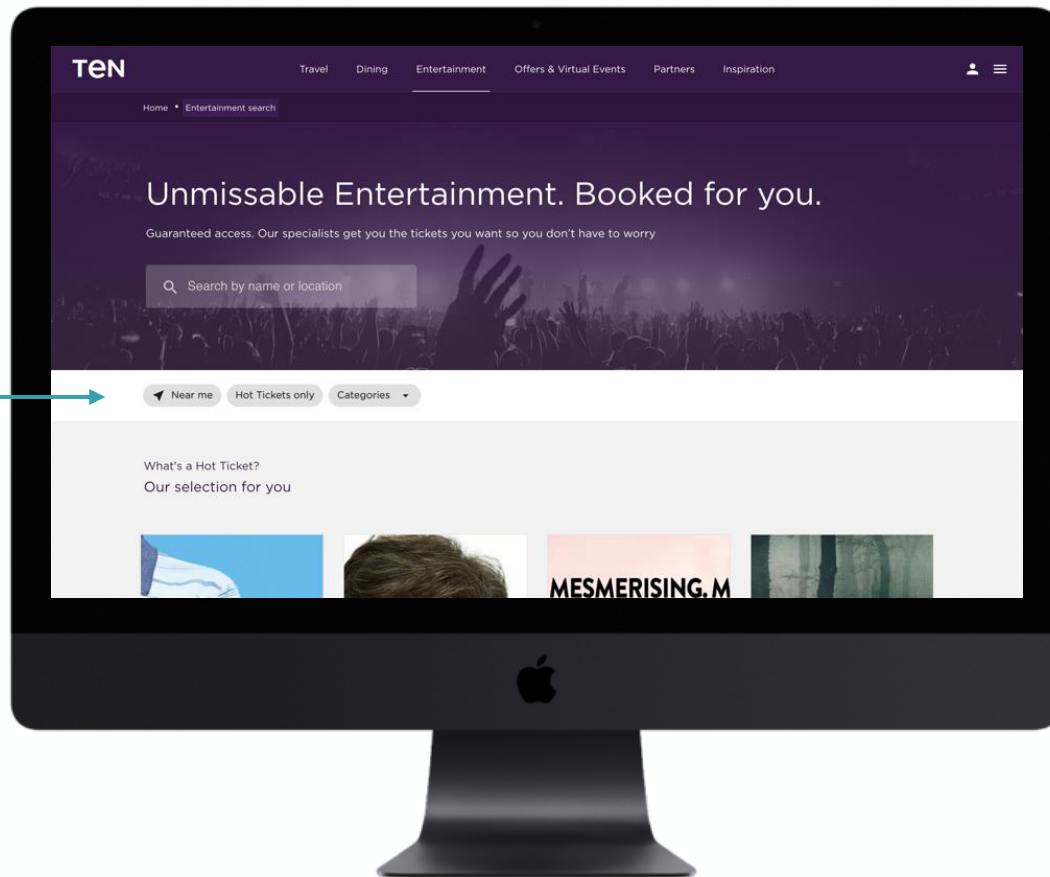 TEN
Travel Dining Entertainment Offers & Virtual Events Partners Inspiration
Home • Entertainment search
Unmissable Entertainment. Booked for you.
Guaranteed access. Our specialists get you the tickets you want so you don't have to worry
Search by name or location
Near me Hot Tickets only Categories
What's a Hot Ticket?
Our selection for you
MESMERISING. M